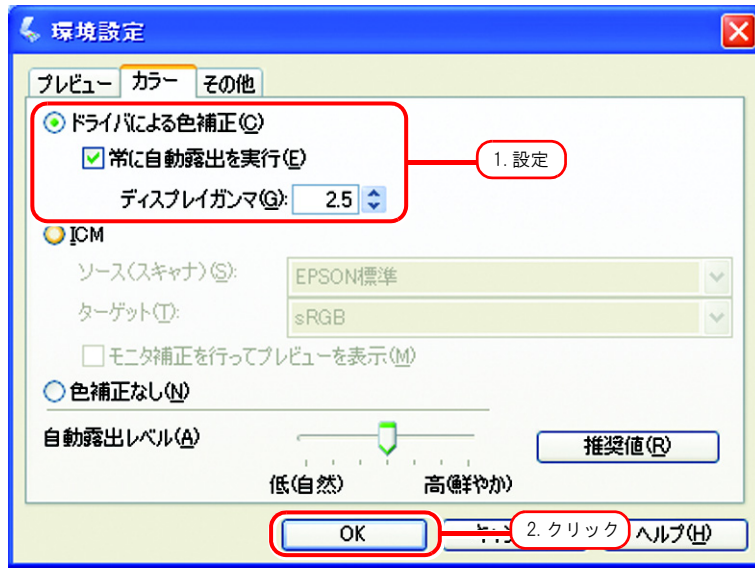 環境設定
プレビュー カラー その他
ドライバによる色補正(C)
常に自動露出を実行(E)
1. 設定
ディスプレイガンマ(G): 2.5
ICM
ソース(スキャナ)(S): EPSON標準
ターゲット(T): sRGB
モニタ補正を行ってプレビューを表示(M)
色補正なし(N)
自動露出レベル(A)
推奨値(R)
低(自然) 高(鮮やか)
OK 2. クリック ヘルプ(H)